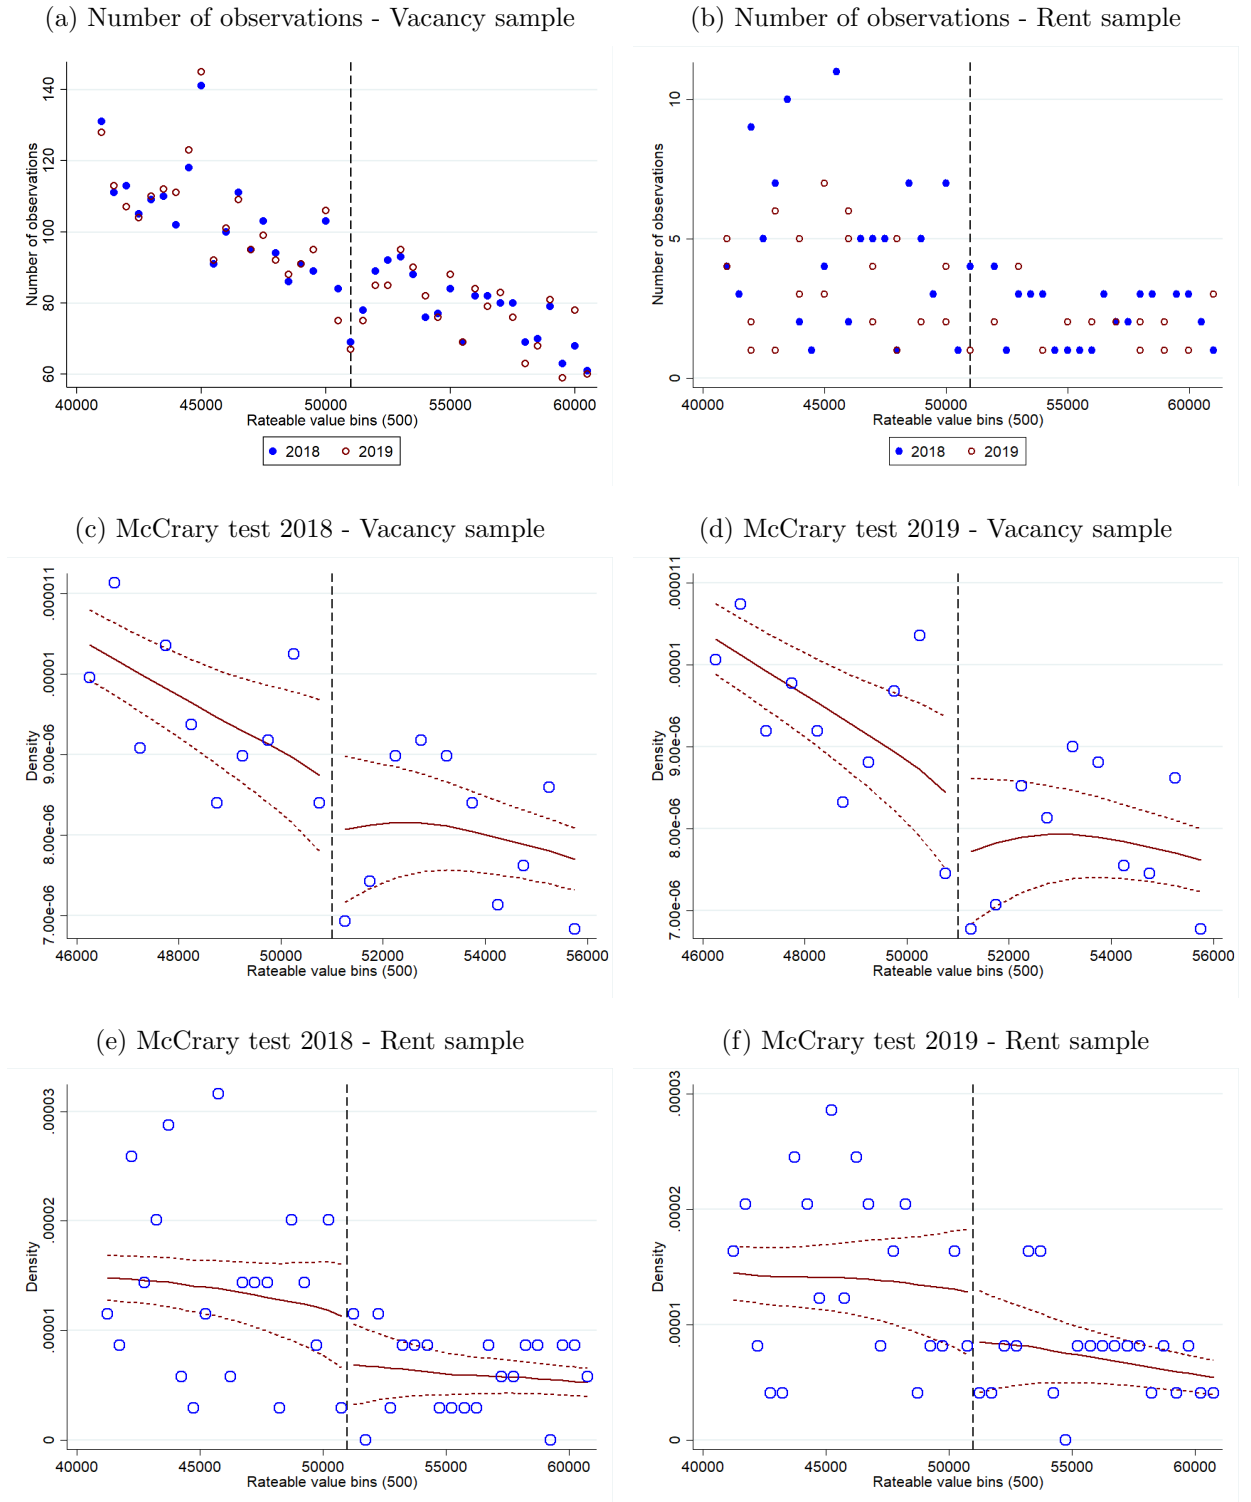 (a) Number of observations - Vacancy sample
Number of observations
140
120
100
80
60
40000 45000 50000 55000 60000
Rateable value bins (500)
2018 2019
(b) Number of observations - Rent sample
Number of observations
10
5
0
40000 45000 50000 55000 60000
Rateable value bins (500)
2018 2019
(c) McCrary test 2018 - Vacancy sample
Density
.000011
.00001
9.00e-06
8.00e-06
7.00e-06
46000 48000 50000 52000 54000 56000
Rateable value bins (500)
(d) McCrary test 2019 - Vacancy sample
Density
.000011
.00001
9.00e-06
8.00e-06
7.00e-06
46000 48000 50000 52000 54000 56000
Rateable value bins (500)
(e) McCrary test 2018 - Rent sample
Density
.00003
.00002
.00001
0
40000 45000 50000 55000 60000
Rateable value bins (500)
(f) McCrary test 2019 - Rent sample
Density
.00003
.00002
.00001
0
40000 45000 50000 55000 60000
Rateable value bins (500)